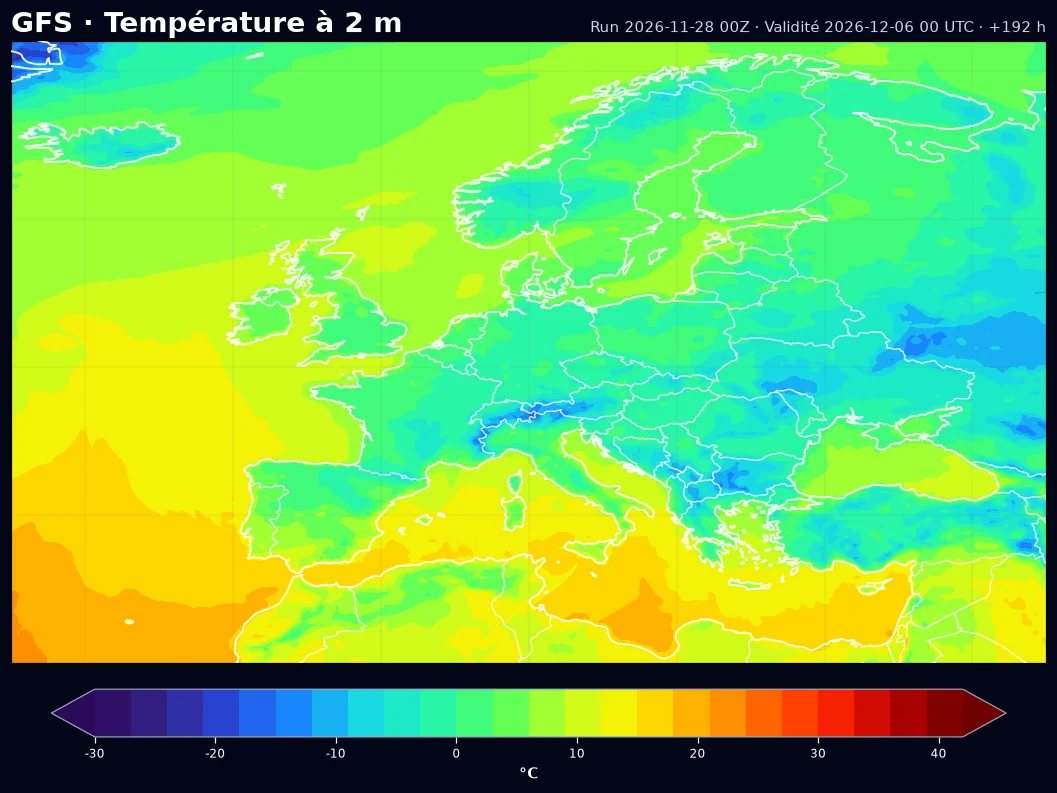 GFS · Température à 2 m
Run 2026-11-28 00Z · Validité 2026-12-06 00 UTC · +192 h
-30 -20 -10 0 10 20 30 40
°C